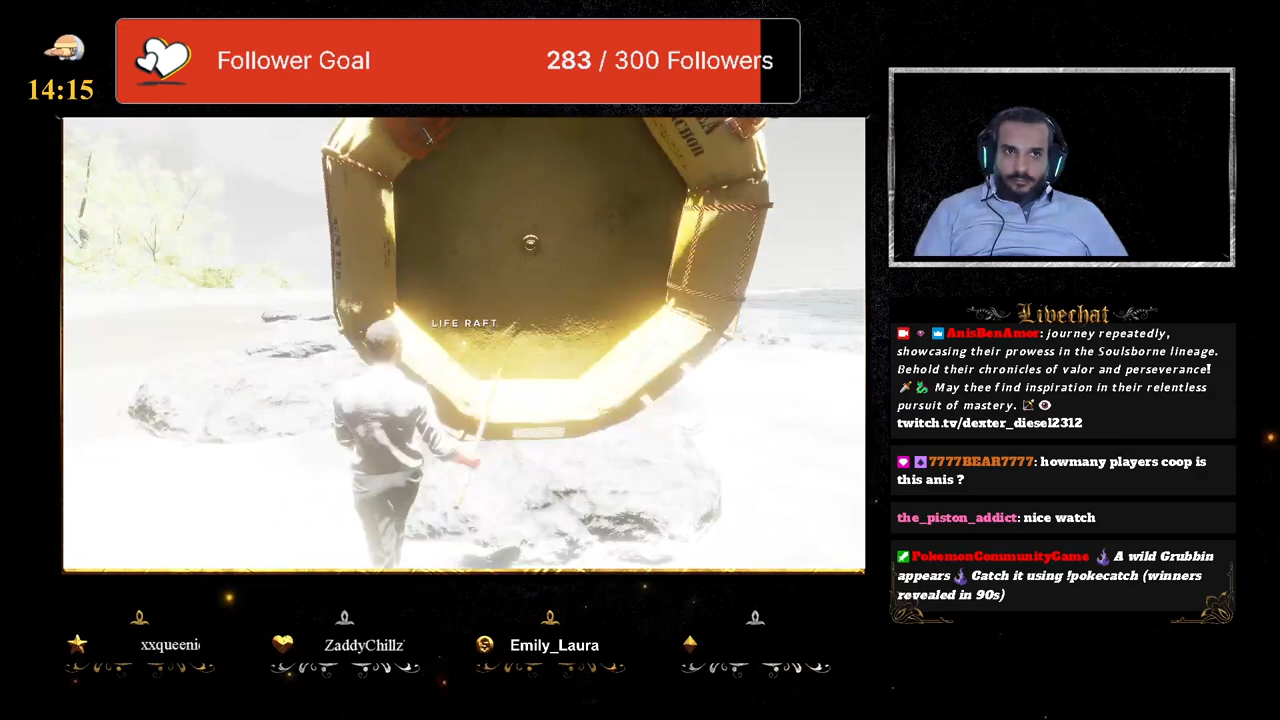 Follower Goal
283 / 300 Followers
14:15
ANCHOR
LIFE RAFT
Livechat
AnisBenAmor: journey repeatedly,
showcasing their prowess in the Soulsborne lineage.
Behold their chronicles of valor and perseverance!
May thee find inspiration in their relentless
pursuit of mastery.
twitch.tv/dexter_diesel2312
7777BEAR7777: howmany players coop is
this anis ?
the_piston_addict: nice watch
PokemonCommunityGame A wild Grubbin
appears Catch it using !pokecatch (winners
revealed in 90s)
xxqueeni
ZaddyChillz
Emily_Laura